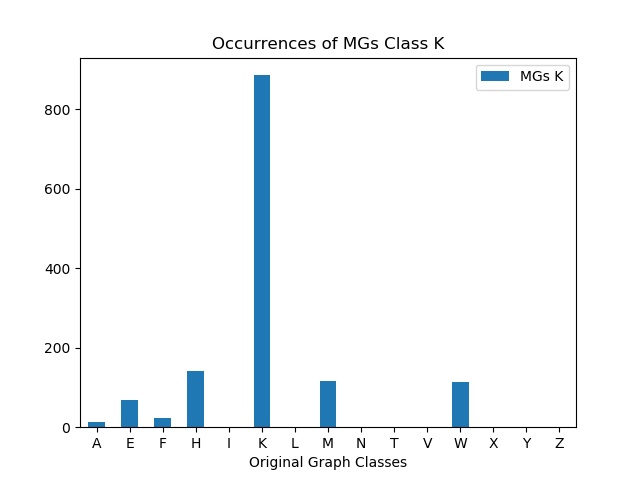 Occurrences of MGs Class K
MGs K
800
600
400
200
0
A E F H I K L M N T V W X Y Z
Original Graph Classes